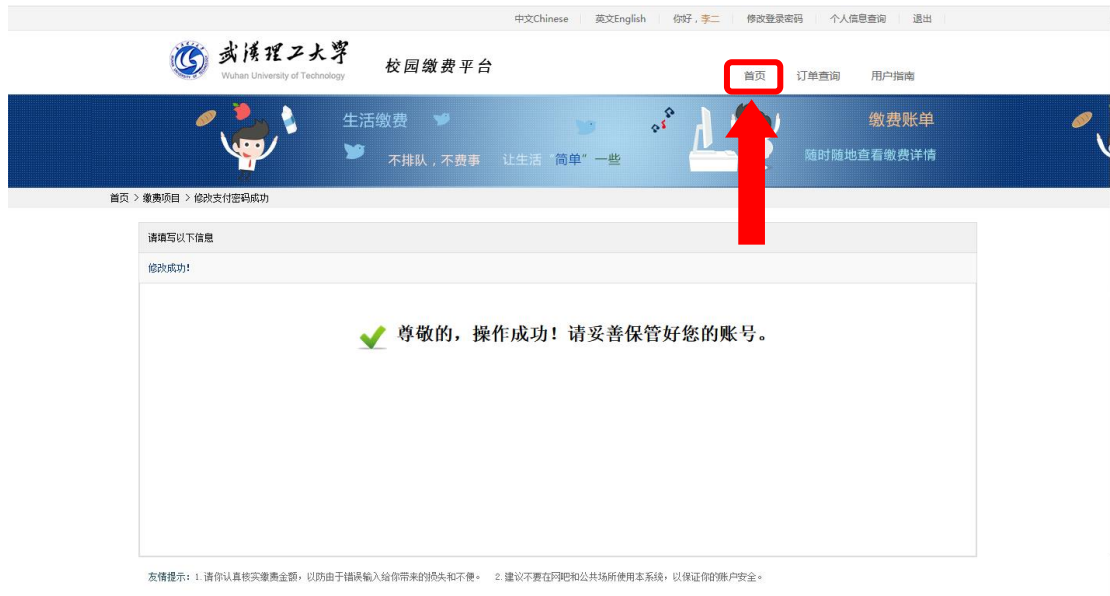 中文Chinese 英文English 你好，李二 修改登录密码 个人信息查询 退出
武汉理工大学
Wuhan University of Technology
校园缴费平台
首页 订单查询 用户指南
生活缴费
不排队，不费事 让生活“简单”一些
缴费账单
随时随地查看缴费详情
首页 > 缴费项目 > 修改支付密码成功
请填写以下信息
修改成功!
尊敬的，操作成功！请妥善保管好您的账号。
友情提示：1.请你认真核实缴费金额，以防由于错误输入给你带来的损失和不便。 2.建议不要在网吧和公共场所使用本系统，以保证你的账户安全。